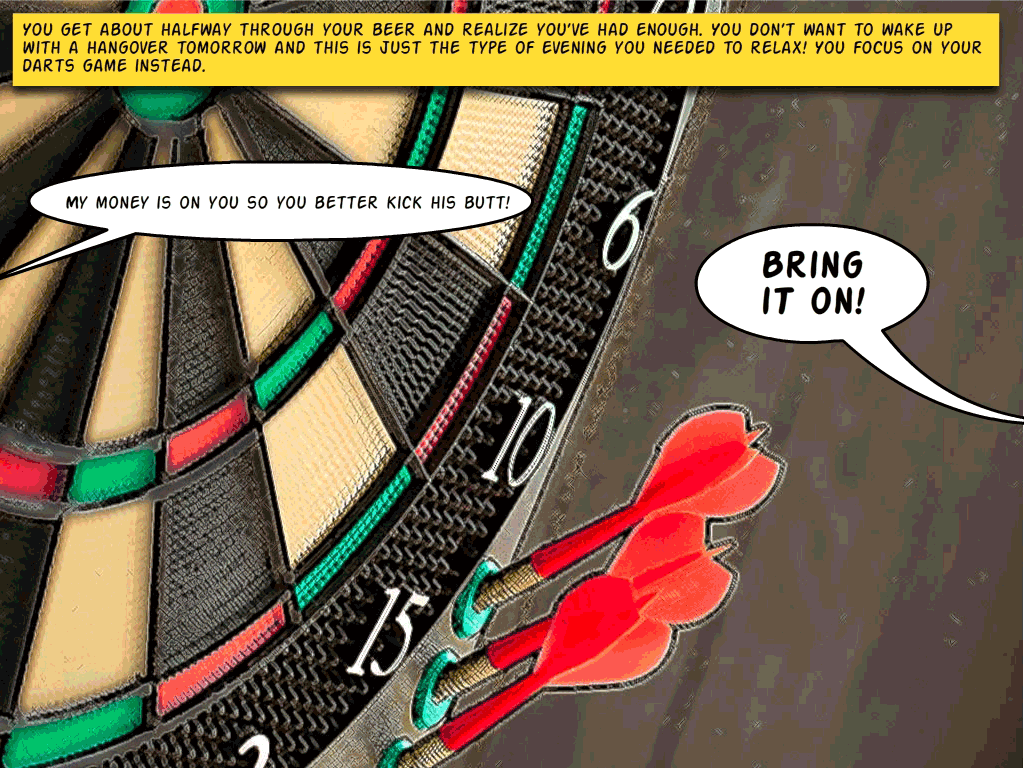 YOU GET ABOUT HALFWAY THROUGH YOUR BEER AND REALIZE YOU'VE HAD ENOUGH. YOU DON'T WANT TO WAKE UP
WITH A HANGOVER TOMORROW AND THIS IS JUST THE TYPE OF EVENING YOU NEEDED TO RELAX! YOU FOCUS ON YOUR
DARTS GAME INSTEAD.
MY MONEY IS ON YOU SO YOU BETTER KICK HIS BUTT!
6
BRING
IT ON!
10
15
2